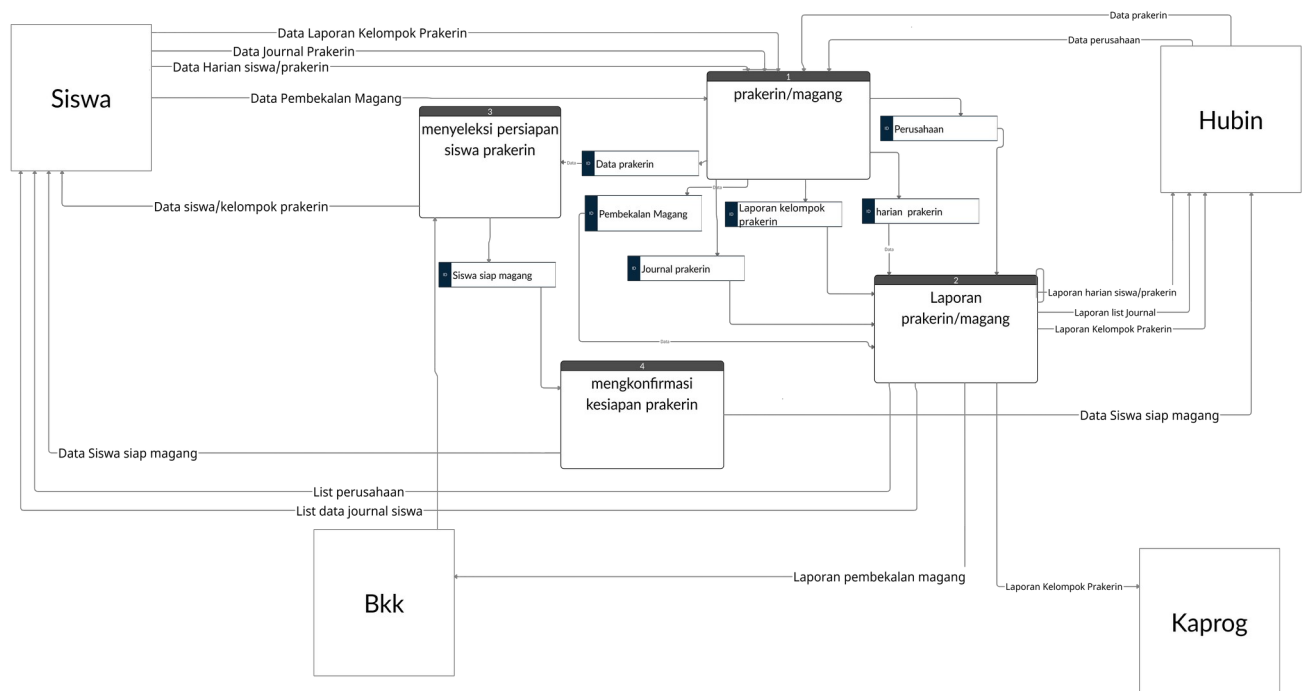 Data prakerin
Data Laporan Kelompok Prakerin
Data perusahaan
Data Journal Prakerin
Data Harian siswa/prakerin
Siswa
Data Pembekalan Magang
1
prakerin/magang
Hubin
3
menyeleksi persiapan
siswa prakerin
Perusahaan
Data
Data prakerin
Data
Data siswa/kelompok prakerin
Pembekalan Magang
Laporan kelompok
prakerin
harian prakerin
Data
Siswa siap magang
Journal prakerin
2
Laporan
prakerin/magang
Laporan harian siswa/prakerin
Laporan list Journal
Laporan Kelompok Prakerin
Data
4
mengkonfirmasi
kesiapan prakerin
Data Siswa siap magang
Data Siswa siap magang
List perusahaan
List data journal siswa
Bkk
Laporan pembekalan magang
Laporan Kelompok Prakerin
Kaprog